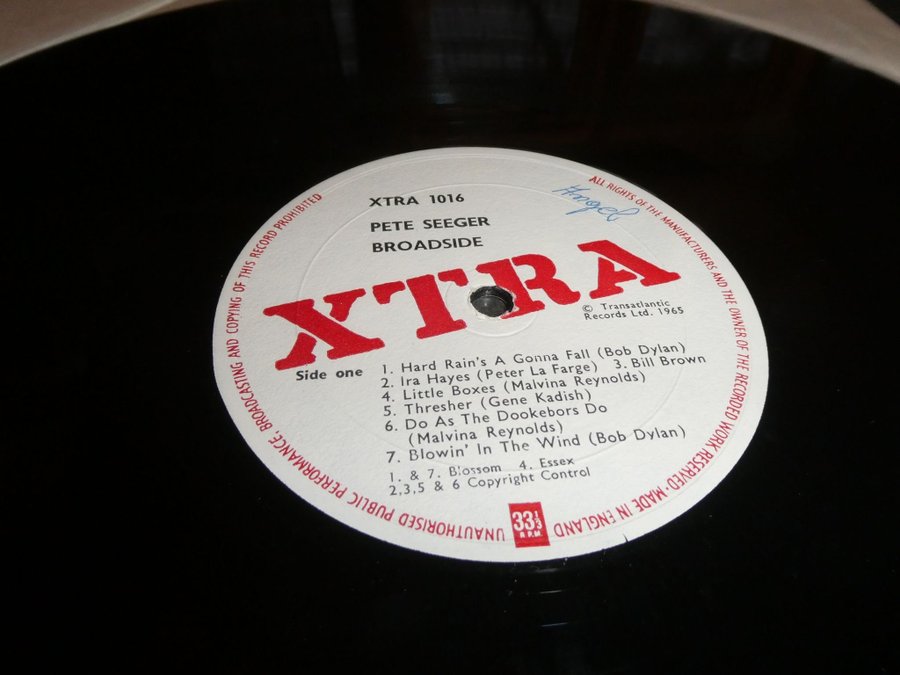 XTRA 1016
PETE SEEGER
BROADSIDE
Hingel
XTRA
© Transatlantic
Records Ltd. 1965
Side one
1. Hard Rain's A Gonna Fall (Bob Dylan)
2. Ira Hayes (Peter La Farge) 3. Bill Brown
4. Little Boxes (Malvina Reynolds)
5. Thresher (Gene Kadish)
6. Do As The Dookebors Do
(Malvina Reynolds)
7. Blowin' In The Wind (Bob Dylan)
1. & 7. Blossom 4. Essex
2,3,5 & 6 Copyright Control
33 1/3
R P.M.
ALL RIGHTS OF THE MANUFACTURERS AND THE OWNER OF THE RECORDED WORK RESERVED·MADE IN ENGLAND
UNAUTHORISED PUBLIC PERFORMANCE, BROADCASTING AND COPYING OF THIS RECORD PROHIBITED